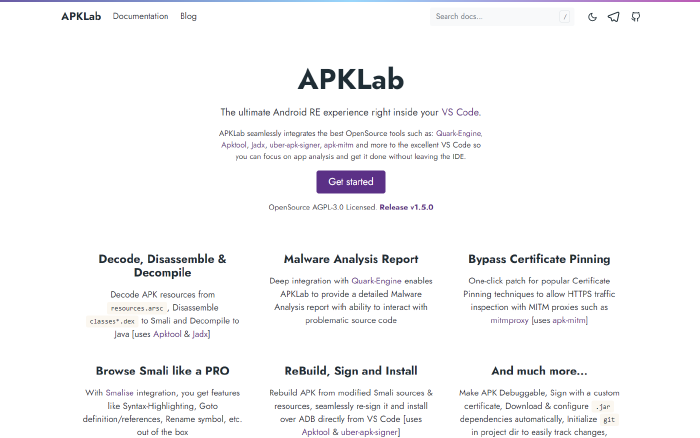 APKLab Documentation Blog Search docs... /
APKLab
The ultimate Android RE experience right inside your VS Code.
APKLab seamlessly integrates the best OpenSource tools such as: Quark-Engine,
Apktool, Jadx, uber-apk-signer, apk-mitm and more to the excellent VS Code so
you can focus on app analysis and get it done without leaving the IDE.
Get started
OpenSource AGPL-3.0 Licensed. Release v1.5.0
Decode, Disassemble &
Decompile
Decode APK resources from
resources.arsc , Disassemble
classes*.dex to Smali and Decompile to
Java [uses Apktool & Jadx]
Malware Analysis Report
Deep integration with Quark-Engine enables
APKLab to provide a detailed Malware
Analysis report with ability to interact with
problematic source code
Bypass Certificate Pinning
One-click patch for popular Certificate
Pinning techniques to allow HTTPS traffic
inspection with MITM proxies such as
mitmproxy [uses apk-mitm]
Browse Smali like a PRO
With Smalise integration, you get features
like Syntax-Highlighting, Goto
definition/references, Rename symbol, etc.
out of the box
ReBuild, Sign and Install
Rebuild APK from modified Smali sources &
resources, seamlessly re-sign it and install
over ADB directly from VS Code [uses
Apktool & uber-apk-signer]
And much more...
Make APK Debuggable, Sign with a custom
certificate, Download & configure .jar
dependencies automatically, Initialize git
in project dir to easily track changes,